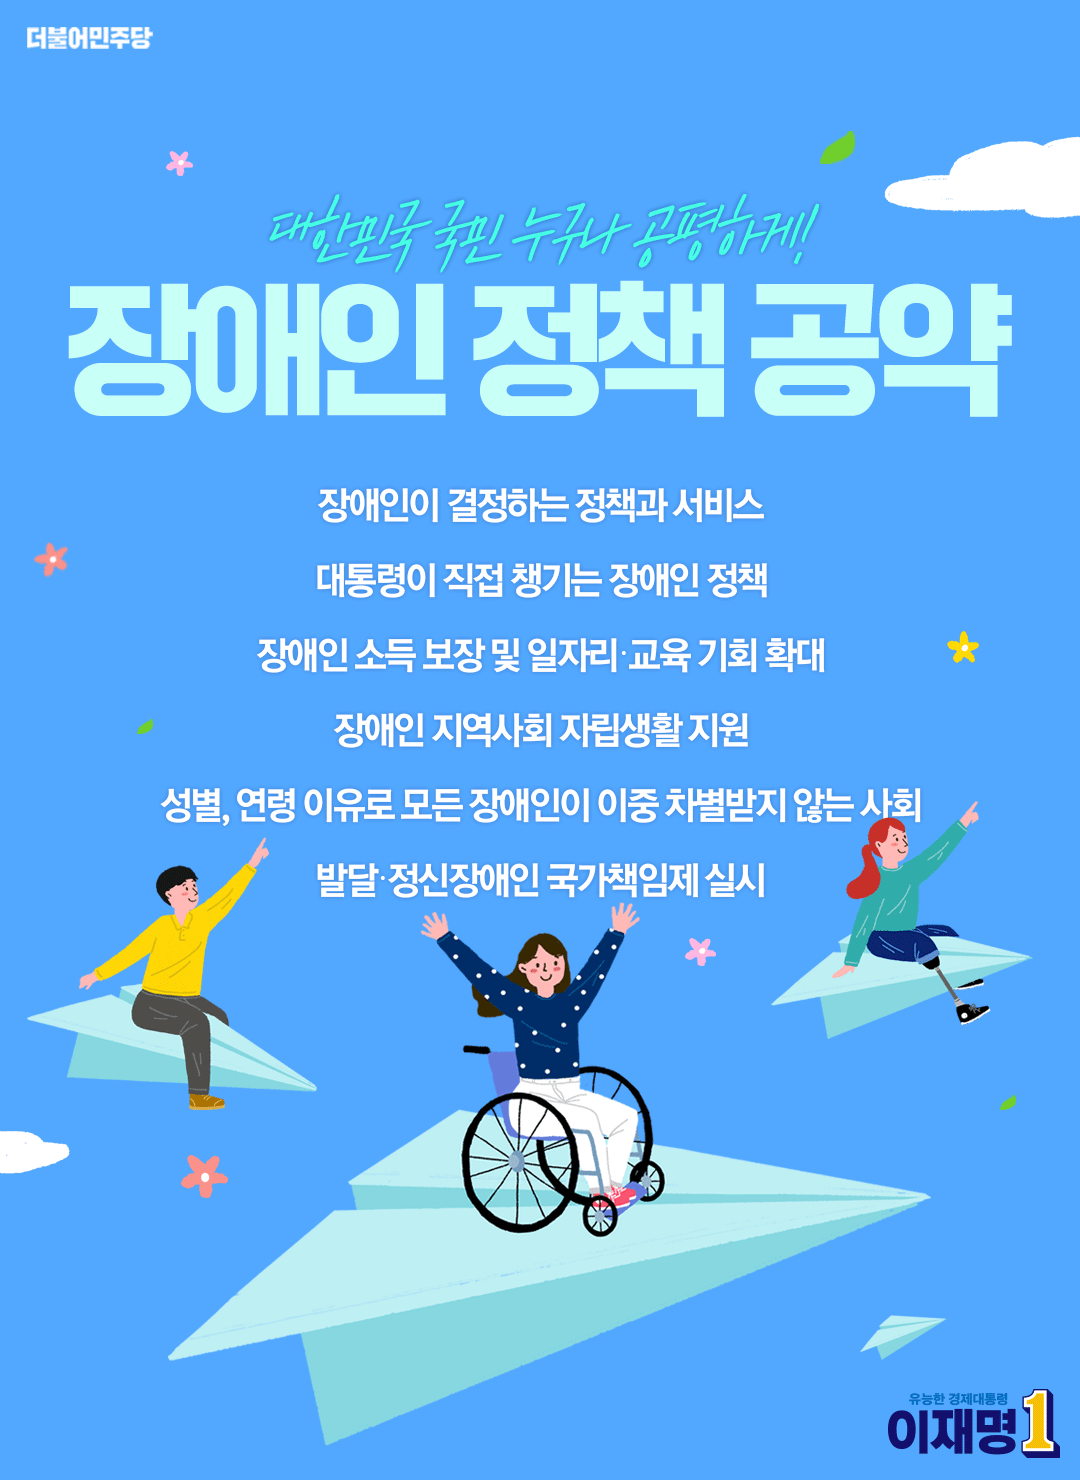 더불어민주당
대한민국 국민 누구나 공평하게!
장애인 정책 공약
장애인이 결정하는 정책과 서비스
대통령이 직접 챙기는 장애인 정책
장애인 소득 보장 및 일자리·교육 기회 확대
장애인 지역사회 자립생활 지원
성별, 연령 이유로 모든 장애인이 이중 차별받지 않는 사회
발달·정신장애인 국가책임제 실시
유능한 경제대통령
이재명 1